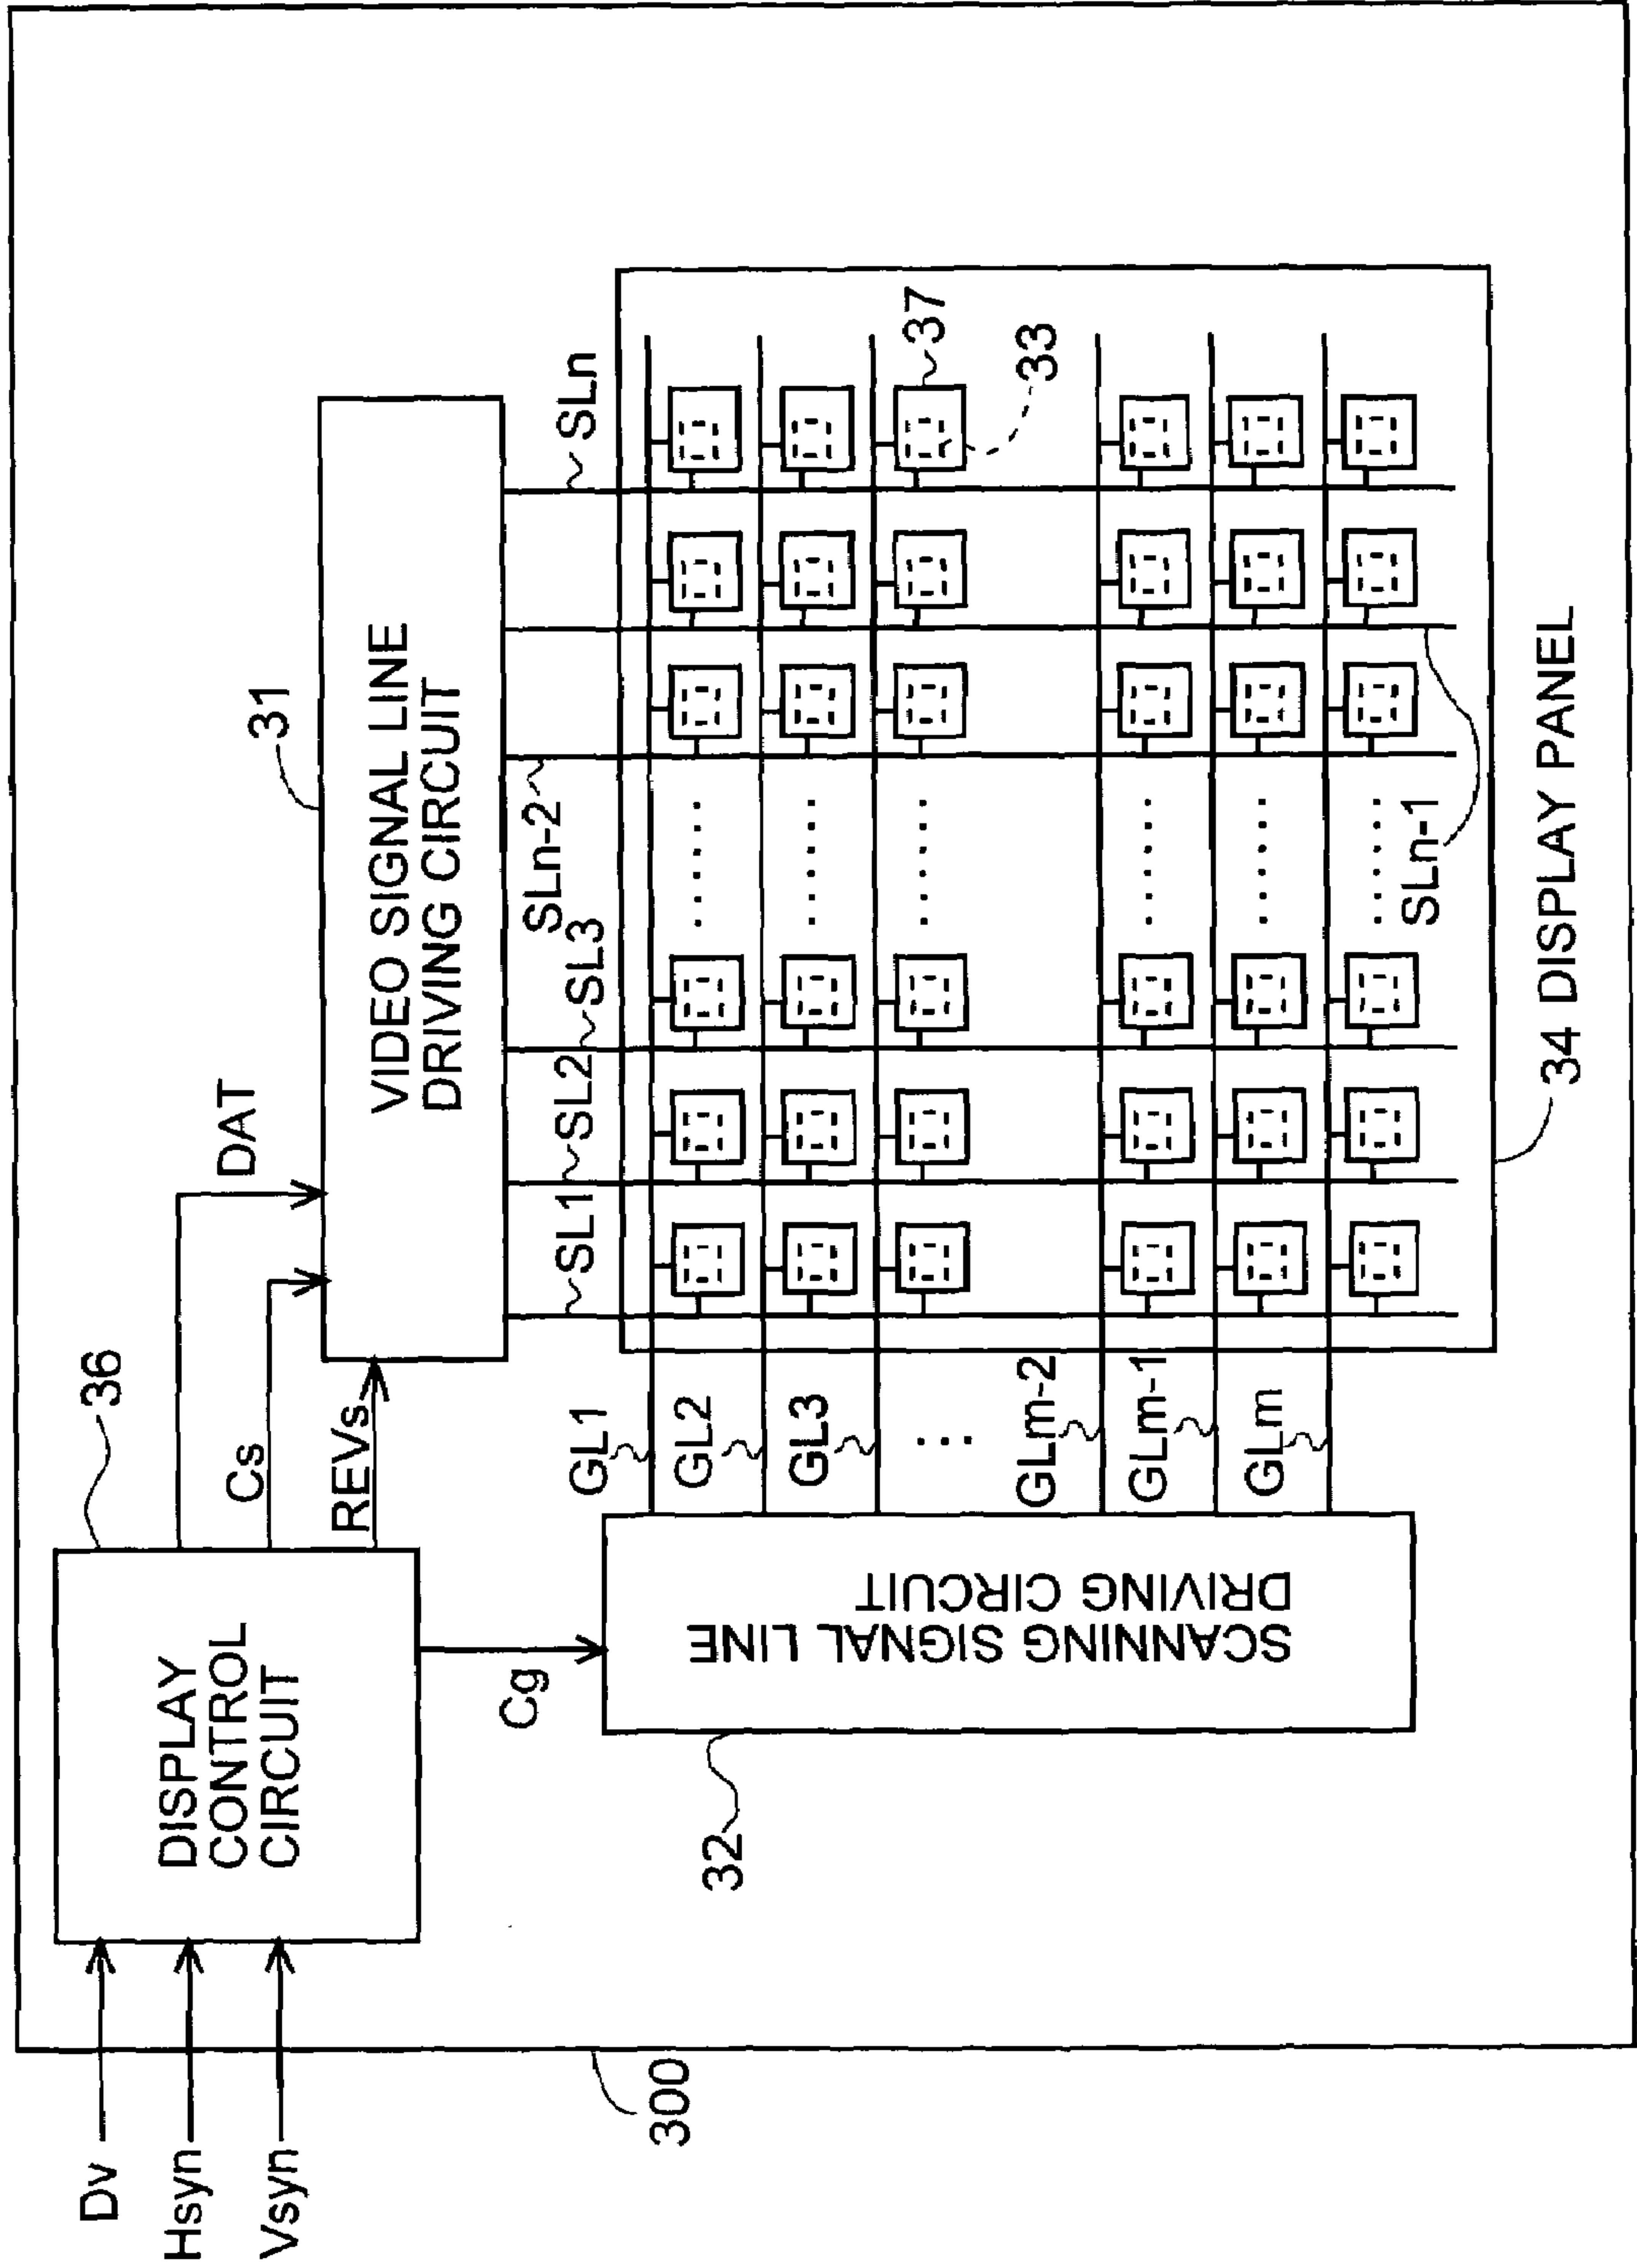 Dv
Hsyn
Vsyn
300
DISPLAY
CONTROL
CIRCUIT
36
DAT
Cs
REVs
Cg
31
VIDEO SIGNAL LINE
DRIVING CIRCUIT
32
SCANNING SIGNAL LINE
DRIVING CIRCUIT
SL1
SL2
SL3
SLn-2
SLn
GL1
GL2
GL3
GLm-2
GLm-1
GLm
37
33
SLn-1
34 DISPLAY PANEL